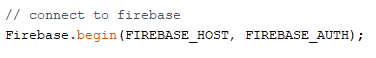 // connect to firebase
Firebase.begin(FIREBASE_HOST, FIREBASE_AUTH);